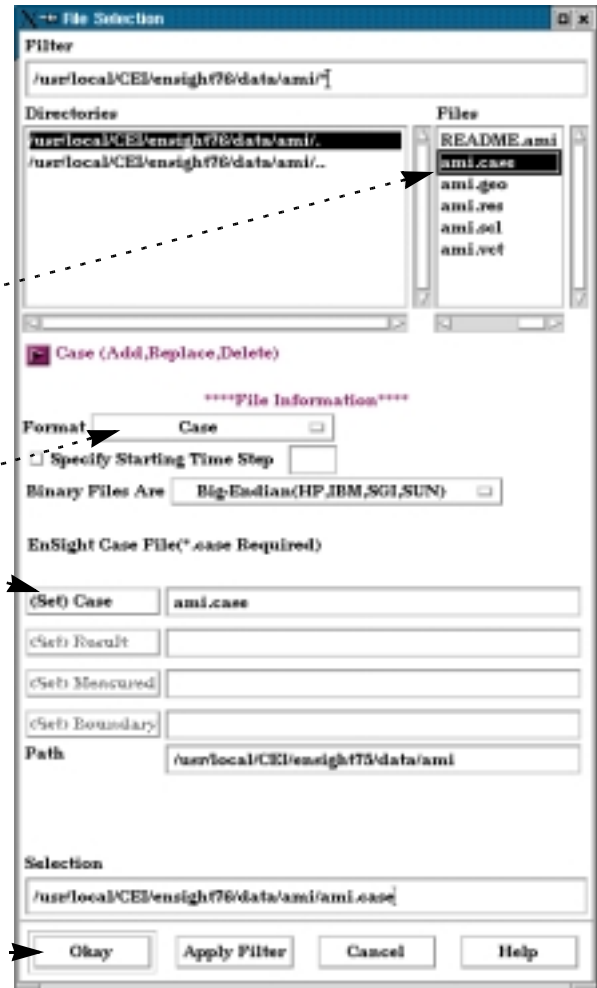 File Selection
Filter
/usr/local/CEI/ensight76/data/ami/*
Directories
Files
/usr/local/CEI/ensight76/data/ami/.
/usr/local/CEI/ensight76/data/ami/..
README.ami
ami.case
ami.geo
ami.res
ami.scl
ami.vct
Case (Add,Replace,Delete)
****File Information****
Format Case
Specify Starting Time Step
Binary Files Are Big-Endian(HP,IBM,SGI,SUN)
EnSight Case File(*.case Required)
(Set) Case ami.case
(Set) Result
(Set) Measured
(Set) Boundary
Path /usr/local/CEI/ensight75/data/ami
Selection
/usr/local/CEI/ensight76/data/ami/ami.case
Okay Apply Filter Cancel Help